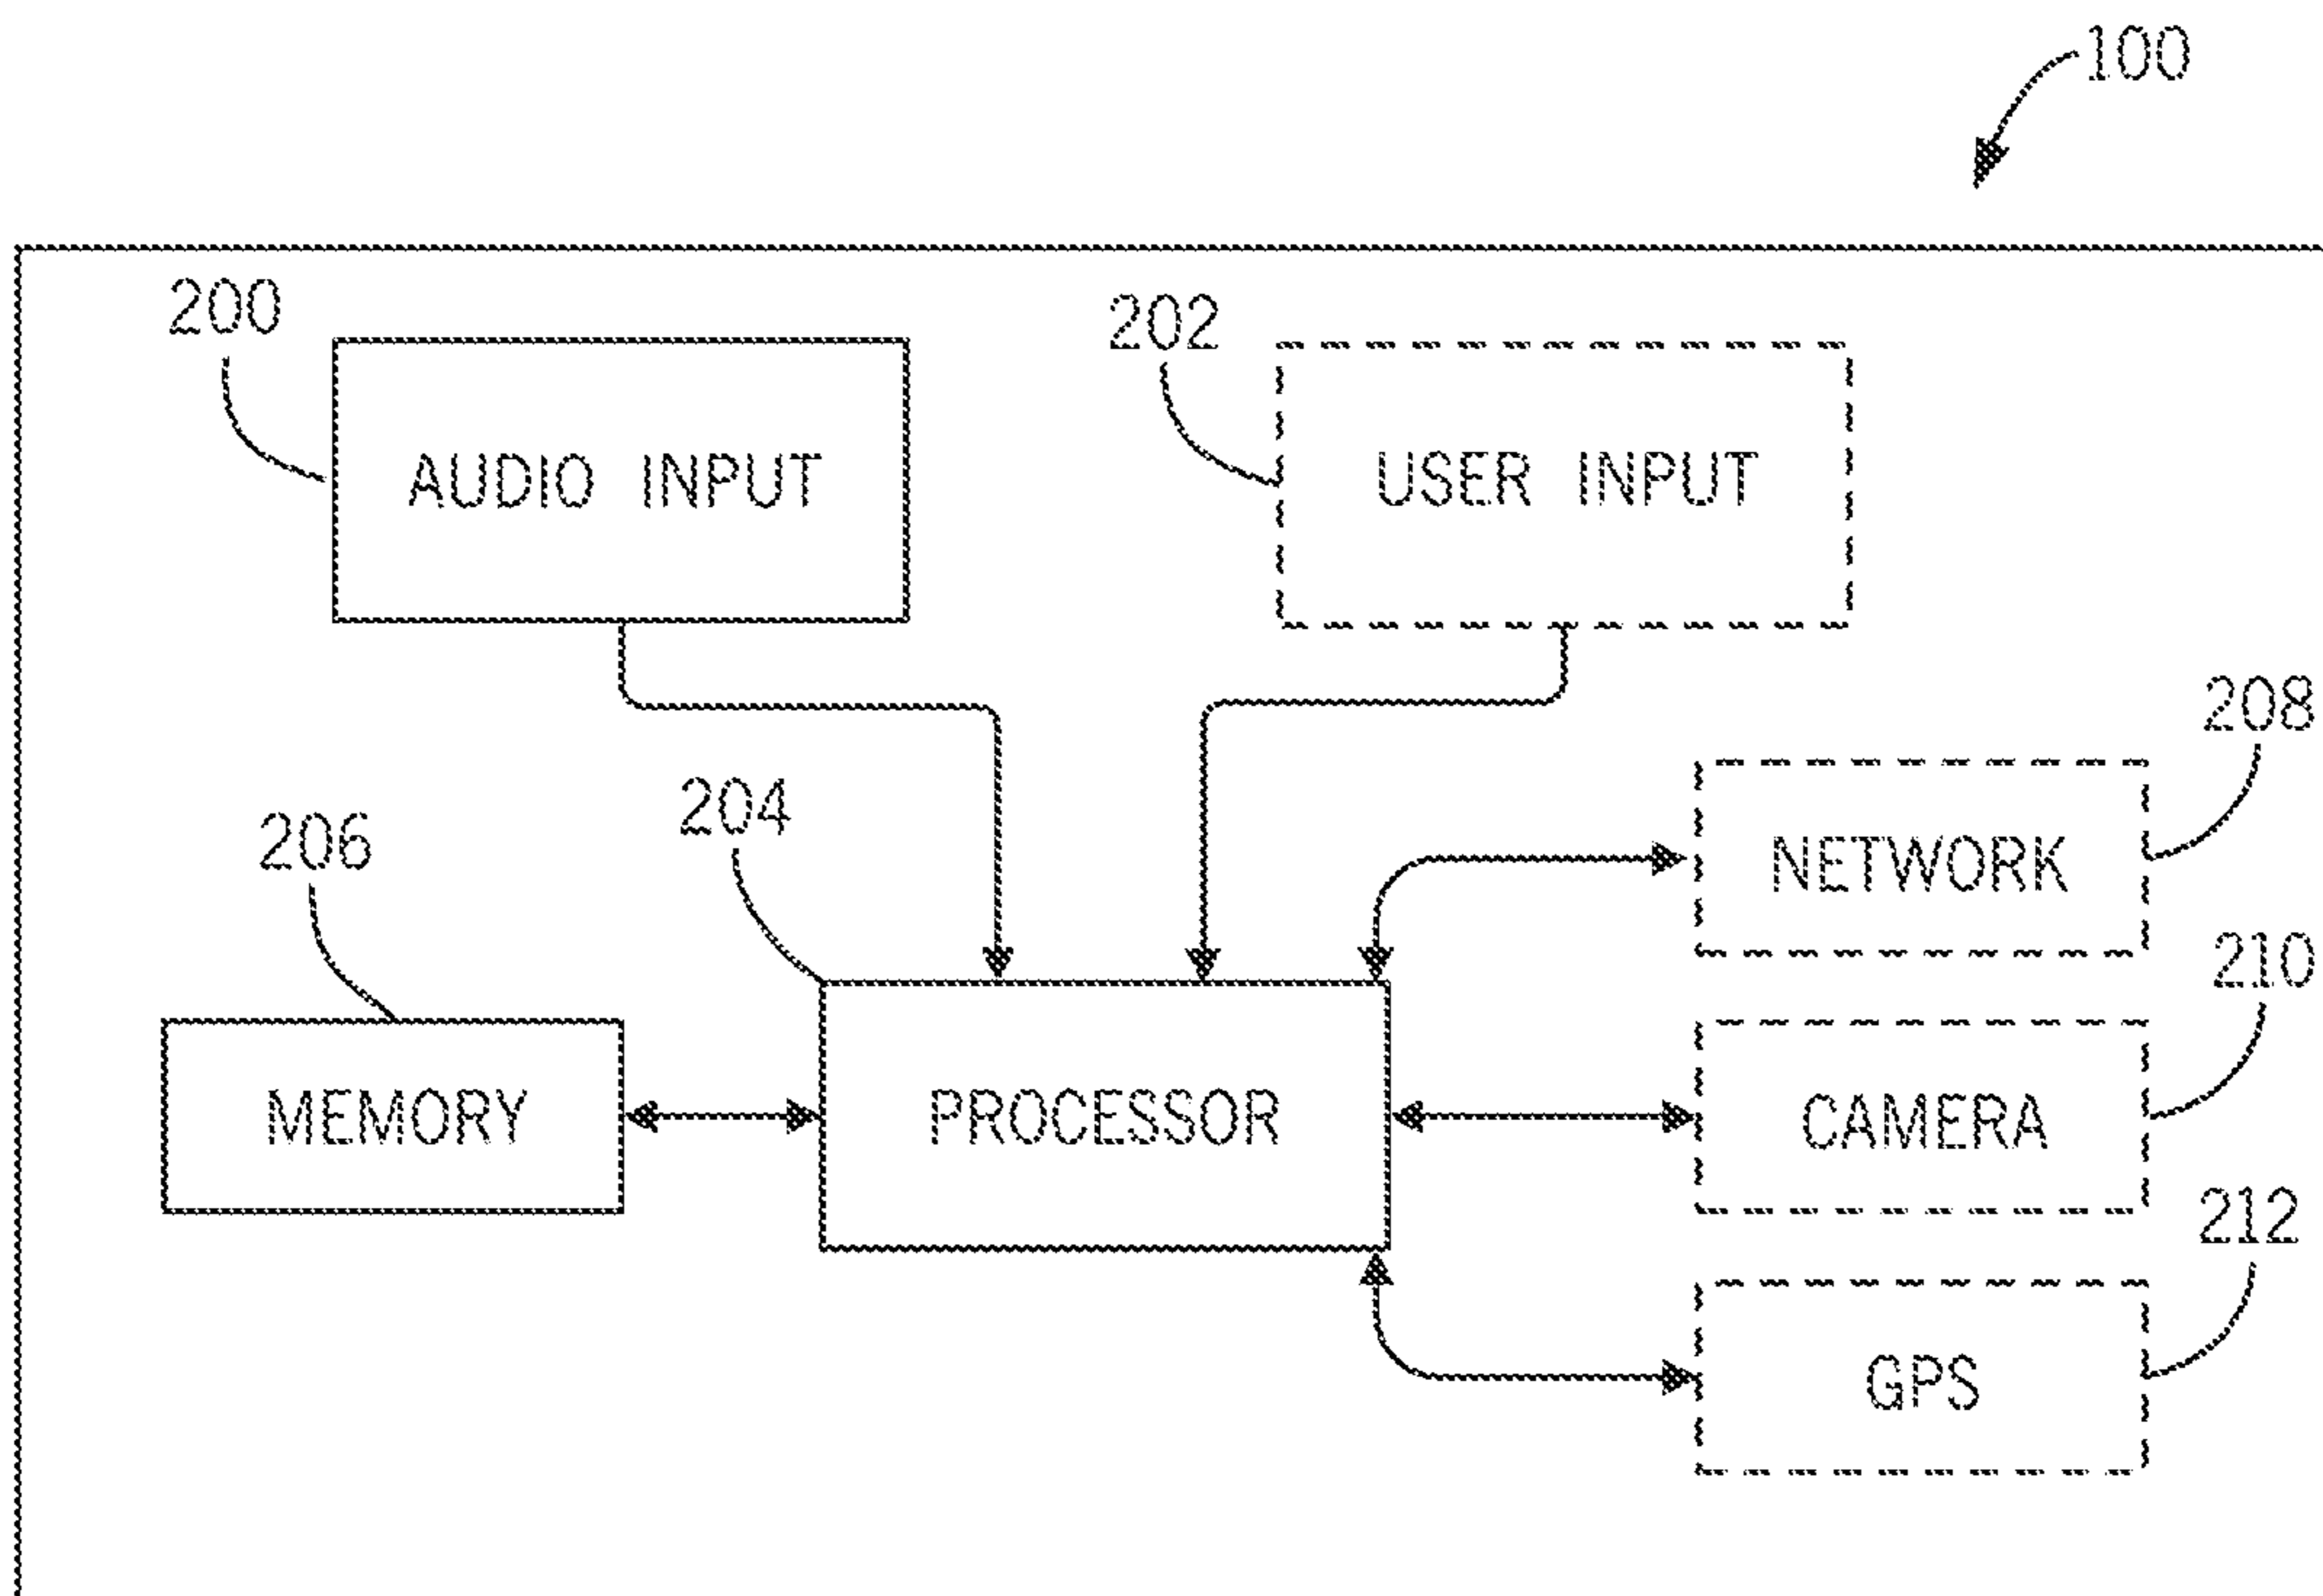 100
200
202
AUDIO INPUT
USER INPUT
208
204
206
NETWORK
210
MEMORY
PROCESSOR
CAMERA
212
GPS